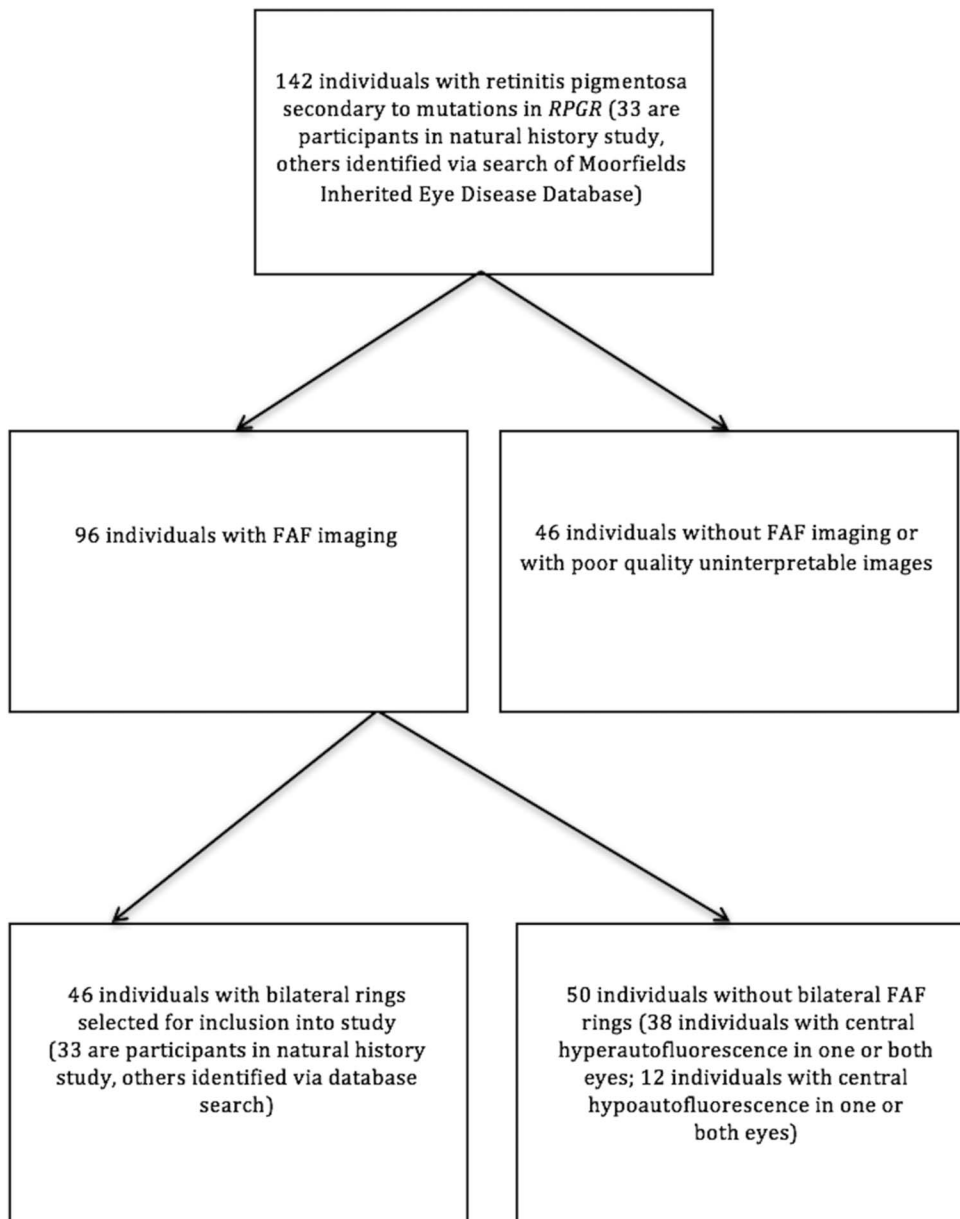 142 individuals with retinitis pigmentosa
secondary to mutations in RPGR (33 are
participants in natural history study,
others identified via search of Moorfields
Inherited Eye Disease Database)
96 individuals with FAF imaging
46 individuals without FAF imaging or
with poor quality uninterpretable images
46 individuals with bilateral rings
selected for inclusion into study
(33 are participants in natural history
study, others identified via database
search)
50 individuals without bilateral FAF
rings (38 individuals with central
hyperautofluorescence in one or both
eyes; 12 individuals with central
hypoautofluorescence in one or
both eyes)